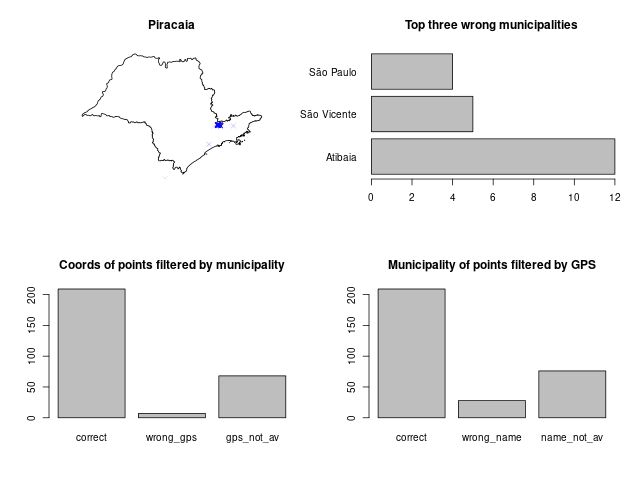 Piracaia
Top three wrong municipalities
São Paulo
São Vicente
Atibaia
0 2 4 6 8 10 12
Coords of points filtered by municipality
200
150
100
50
0
correct wrong_gps gps_not_av
Municipality of points filtered by GPS
200
150
100
50
0
correct wrong_name name_not_av